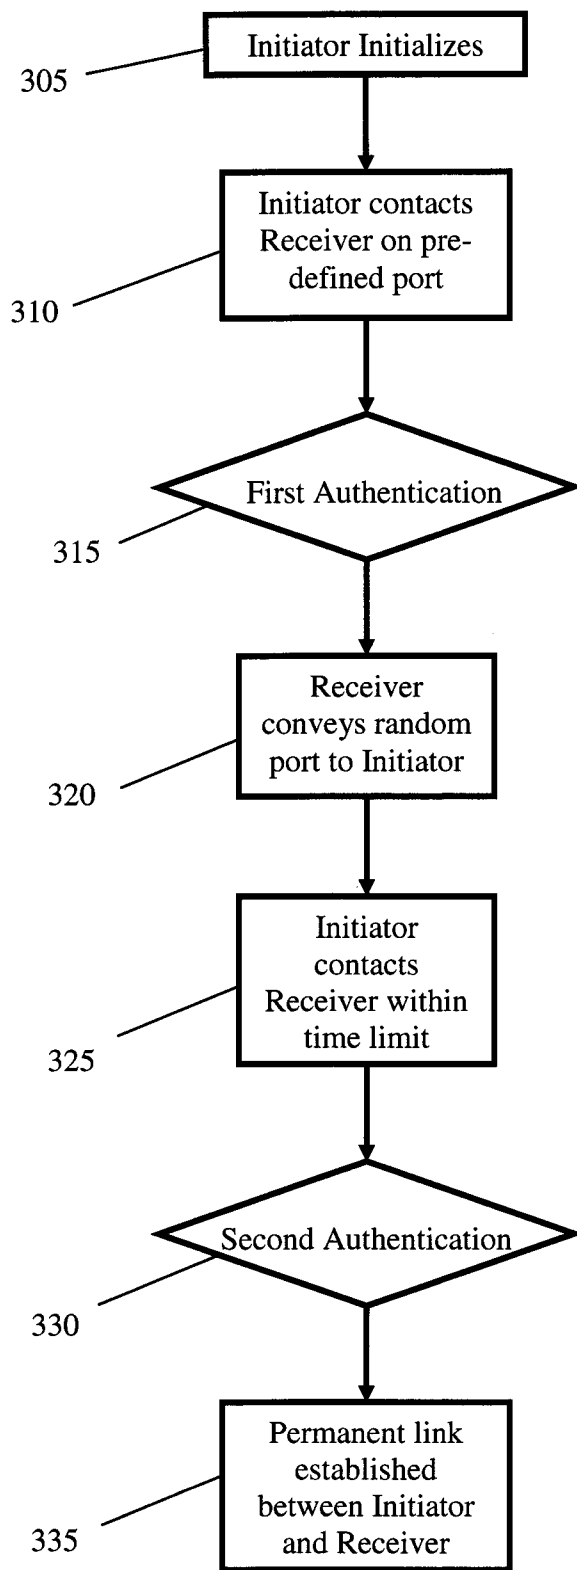 Initiator Initializes
305
Initiator contacts
Receiver on pre-
defined port
310
First Authentication
315
Receiver
conveys random
port to Initiator
320
Initiator
contacts
Receiver within
time limit
325
Second Authentication
330
Permanent link
established
between Initiator
and Receiver
335